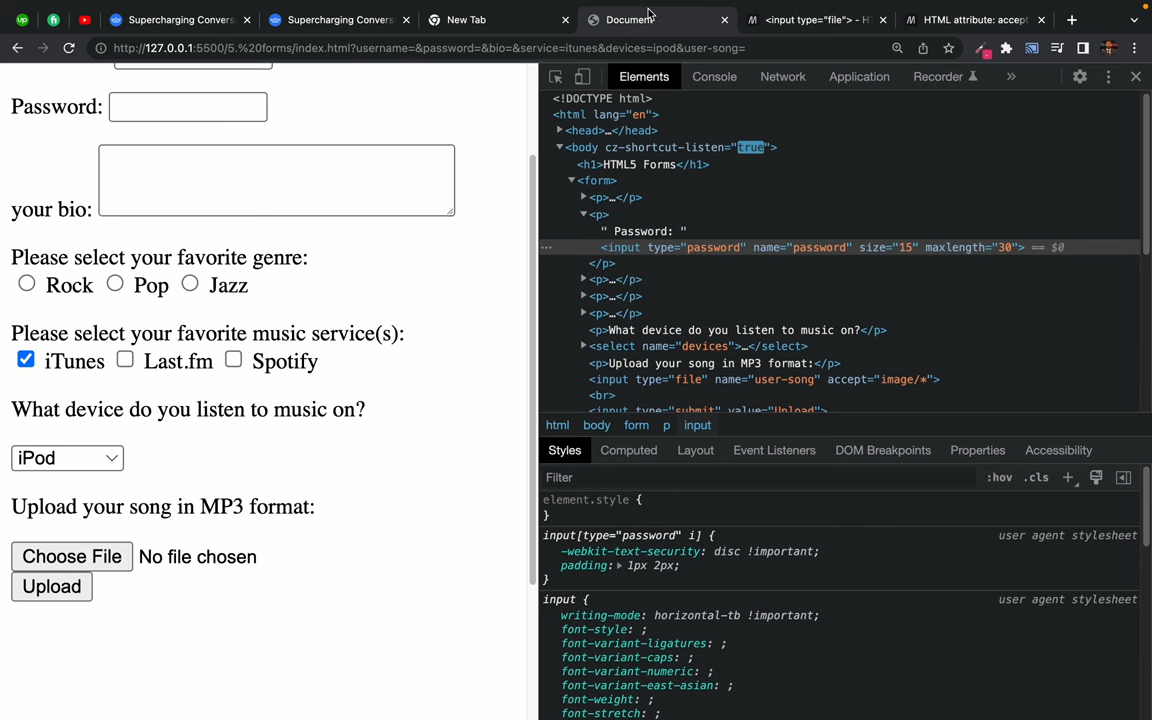 Supercharging Convers
Supercharging Convers
New Tab
Document
<input type="file"> - HT
HTML attribute: accept
http://127.0.0.1:5500/5.%20forms/index.html?username=&password=&bio=&service=itunes&devices=ipod&user-song=
Password:
your bio:
Please select your favorite genre:
Rock Pop Jazz
Please select your favorite music service(s):
iTunes Last.fm Spotify
What device do you listen to music on?
iPod
Upload your song in MP3 format:
Choose File No file chosen
Upload
Elements Console Network Application Recorder
<!DOCTYPE html>
<html lang="en">
<head>…</head>
<body cz-shortcut-listen="true">
<h1>HTML5 Forms</h1>
<form>
<p>…</p>
<p>
" Password: "
<input type="password" name="password" size="15" maxlength="30"> == $0
</p>
<p>…</p>
<p>…</p>
<p>…</p>
<p>What device do you listen to music on?</p>
<select name="devices">…</select>
<p>Upload your song in MP3 format:</p>
<input type="file" name="user-song" accept="image/*">
<br>
<input type="submit" value="Upload">
html body form p input
Styles Computed Layout Event Listeners DOM Breakpoints Properties Accessibility
Filter :hov .cls
element.style {
}
input[type="password" i] { user agent stylesheet
-webkit-text-security: disc !important;
padding: 1px 2px;
}
input { user agent stylesheet
writing-mode: horizontal-tb !important;
font-style: ;
font-variant-ligatures: ;
font-variant-caps: ;
font-variant-numeric: ;
font-variant-east-asian: ;
font-weight: ;
font-stretch: ;